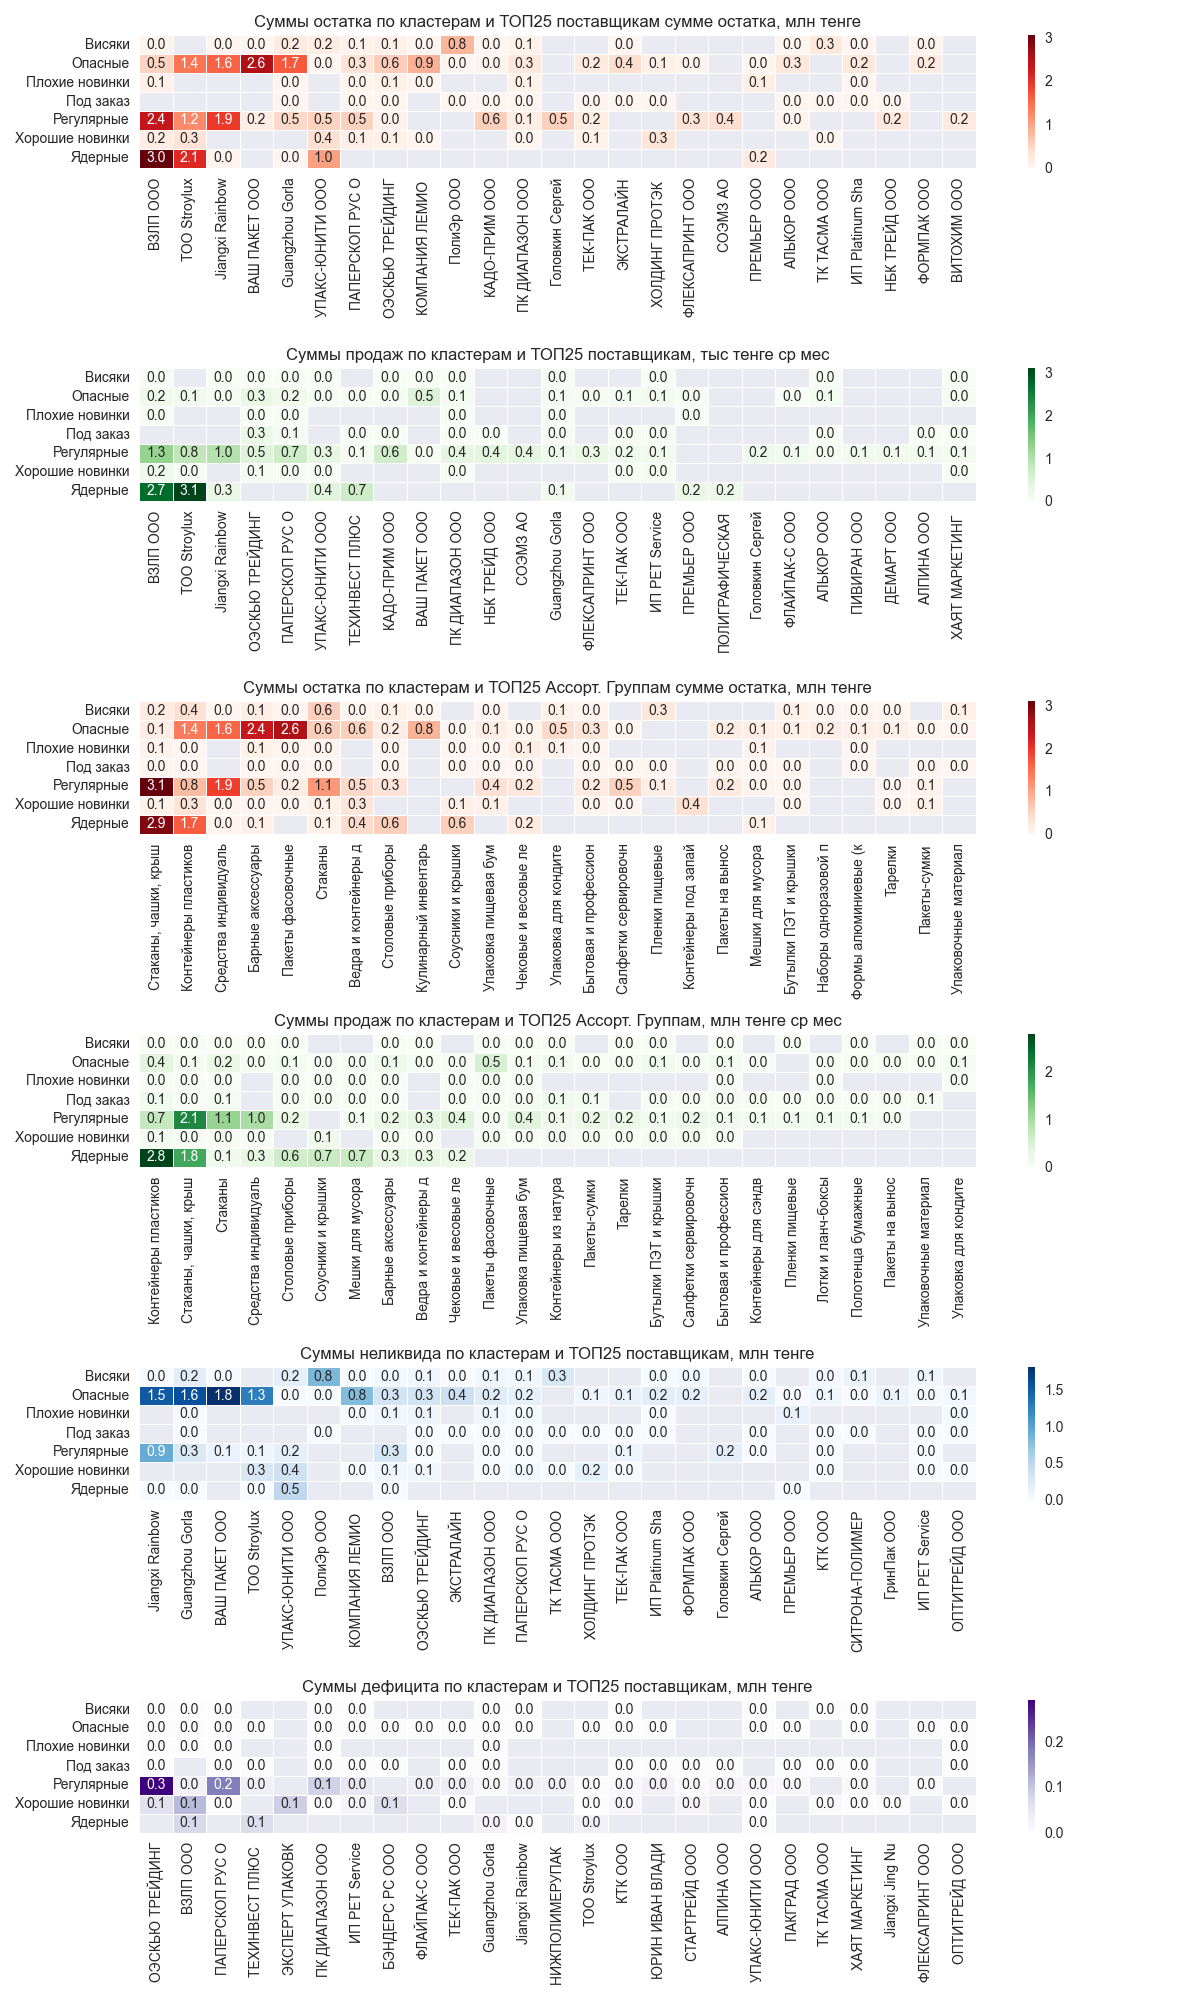 Суммы остатка по кластерам и ТОП25 поставщикам сумме остатка, млн тенге
Висяки 0.0 0.0 0.0 0.2 0.2 0.1 0.1 0.0 0.8 0.0 0.1 0.0 0.0 0.3 0.0 0.0
Опасные 0.5 1.4 1.6 2.6 1.7 0.0 0.3 0.6 0.9 0.0 0.0 0.3 0.2 0.4 0.1 0.0 0.0 0.3 0.2 0.2
Плохие новинки 0.1 0.0 0.0 0.1 0.0 0.1 0.1 0.0
Под заказ 0.0 0.0 0.0 0.0 0.0 0.0 0.0 0.0 0.0 0.0 0.0 0.0 0.0
Регулярные 2.4 1.2 1.9 0.2 0.5 0.5 0.5 0.0 0.6 0.1 0.5 0.2 0.3 0.4 0.0 0.2 0.2
Хорошие новинки 0.2 0.3 0.4 0.1 0.1 0.0 0.0 0.1 0.3 0.0
Ядерные 3.0 2.1 0.0 0.0 1.0 0.2
3
2
1
0
ВЗЛП ООО
ТОО Stroylux
Jiangxi Rainbow
ВАШ ПАКЕТ ООО
Guangzhou Gorla
УПАКС-ЮНИТИ ООО
ПАПЕРСКОП РУС О
ОЭСКЬЮ ТРЕЙДИНГ
КОМПАНИЯ ЛЕМИО
ПолиЭр ООО
КАДО-ПРИМ ООО
ПК ДИАПАЗОН ООО
Головкин Сергей
ТЕК-ПАК ООО
ЭКСТРАЛАЙН
ХОЛДИНГ ПРОТЭК
ФЛЕКСАПРИНТ ООО
СОЭМЗ АО
ПРЕМЬЕР ООО
АЛЬКОР ООО
ТК ТАСМА ООО
ИП Platinum Sha
НБК ТРЕЙД ООО
ФОРМПАК ООО
ВИТОХИМ ООО
Суммы продаж по кластерам и ТОП25 поставщикам, тыс тенге ср мес
Висяки 0.0 0.0 0.0 0.0 0.0 0.0 0.0 0.0 0.0 0.0 0.0 0.0
Опасные 0.2 0.1 0.0 0.3 0.2 0.0 0.0 0.0 0.5 0.1 0.1 0.0 0.1 0.1 0.0 0.0 0.1 0.0
Плохие новинки 0.0 0.0 0.0 0.0 0.0 0.0
Под заказ 0.3 0.1 0.0 0.0 0.0 0.0 0.0 0.0 0.0 0.0 0.0 0.0
Регулярные 1.3 0.8 1.0 0.5 0.7 0.3 0.1 0.6 0.0 0.4 0.4 0.4 0.1 0.3 0.2 0.1 0.2 0.1 0.0 0.1 0.1 0.1 0.1
Хорошие новинки 0.2 0.0 0.1 0.0 0.0 0.0 0.0 0.0 0.0
Ядерные 2.7 3.1 0.3 0.4 0.7 0.1 0.2 0.2
3
2
1
0
ВЗЛП ООО
ТОО Stroylux
Jiangxi Rainbow
ОЭСКЬЮ ТРЕЙДИНГ
ПАПЕРСКОП РУС О
УПАКС-ЮНИТИ ООО
ТЕХИНВЕСТ ПЛЮС
КАДО-ПРИМ ООО
ВАШ ПАКЕТ ООО
ПК ДИАПАЗОН ООО
НБК ТРЕЙД ООО
СОЭМЗ АО
Guangzhou Gorla
ФЛЕКСАПРИНТ ООО
ТЕК-ПАК ООО
ИП PET Service
ПРЕМЬЕР ООО
ПОЛИГРАФИЧЕСКАЯ
Головкин Сергей
ФЛАЙПАК-С ООО
АЛЬКОР ООО
ПИВИРАН ООО
ДЕМАРТ ООО
АЛПИНА ООО
ХАЯТ МАРКЕТИНГ
Суммы остатка по кластерам и ТОП25 Ассорт. Группам сумме остатка, млн тенге
Висяки 0.2 0.4 0.0 0.1 0.0 0.6 0.0 0.1 0.0 0.0 0.1 0.0 0.3 0.1 0.0 0.0 0.0 0.1
Опасные 0.1 1.4 1.6 2.4 2.6 0.6 0.6 0.2 0.8 0.0 0.1 0.0 0.5 0.3 0.0 0.2 0.1 0.1 0.2 0.1 0.1 0.0 0.0
Плохие новинки 0.1 0.0 0.1 0.0 0.0 0.0 0.0 0.0 0.1 0.1 0.0 0.1 0.0
Под заказ 0.0 0.0 0.0 0.0 0.0 0.0 0.0 0.0 0.0 0.0 0.0 0.0 0.0 0.0 0.0 0.0 0.0 0.0 0.0
Регулярные 3.1 0.8 1.9 0.5 0.2 1.1 0.5 0.3 0.4 0.2 0.2 0.5 0.1 0.2 0.0 0.0 0.0 0.1
Хорошие новинки 0.1 0.3 0.0 0.0 0.0 0.1 0.3 0.1 0.1 0.0 0.0 0.4 0.0 0.0 0.1
Ядерные 2.9 1.7 0.0 0.1 0.1 0.4 0.6 0.6 0.2 0.1
3
2
1
0
Стаканы, чашки, крыш
Контейнеры пластиков
Средства индивидуаль
Барные аксессуары
Пакеты фасовочные
Стаканы
Ведра и контейнеры д
Столовые приборы
Кулинарный инвентарь
Соусники и крышки
Упаковка пищевая бум
Чековые и весовые ле
Упаковка для кондите
Бытовая и профессион
Салфетки сервировочн
Пленки пищевые
Контейнеры под запай
Пакеты на вынос
Мешки для мусора
Бутылки ПЭТ и крышки
Наборы одноразовой п
Формы алюминиевые (к
Тарелки
Пакеты-сумки
Упаковочные материал
Суммы продаж по кластерам и ТОП25 Ассорт. Группам, млн тенге ср мес
Висяки 0.0 0.0 0.0 0.0 0.0 0.0 0.0 0.0 0.0 0.0 0.0 0.0 0.0 0.0 0.0 0.0 0.0
Опасные 0.4 0.1 0.2 0.0 0.1 0.0 0.0 0.1 0.0 0.0 0.5 0.1 0.1 0.0 0.0 0.1 0.0 0.1 0.0 0.0 0.0 0.0 0.0 0.1
Плохие новинки 0.0 0.0 0.0 0.0 0.0 0.0 0.0 0.0 0.0 0.0 0.0 0.0 0.0
Под заказ 0.1 0.0 0.1 0.0 0.0 0.0 0.0 0.0 0.0 0.0 0.1 0.1 0.0 0.0 0.0 0.0 0.0 0.0 0.0 0.0 0.1
Регулярные 0.7 2.1 1.1 1.0 0.2 0.1 0.2 0.3 0.4 0.0 0.4 0.1 0.2 0.2 0.1 0.2 0.1 0.1 0.1 0.1 0.1 0.0
Хорошие новинки 0.1 0.0 0.0 0.0 0.1 0.0 0.0 0.0 0.0 0.0 0.0 0.0 0.0 0.0 0.0
Ядерные 2.8 1.8 0.1 0.3 0.6 0.7 0.7 0.3 0.3 0.2
2
1
0
Контейнеры пластиков
Стаканы, чашки, крыш
Стаканы
Средства индивидуаль
Столовые приборы
Соусники и крышки
Мешки для мусора
Барные аксессуары
Ведра и контейнеры д
Чековые и весовые ле
Пакеты фасовочные
Упаковка пищевая бум
Контейнеры из натура
Пакеты-сумки
Тарелки
Бутылки ПЭТ и крышки
Салфетки сервировочн
Бытовая и профессион
Контейнеры для сэндв
Пленки пищевые
Лотки и ланч-боксы
Полотенца бумажные
Пакеты на вынос
Упаковочные материал
Упаковка для кондите
Суммы неликвида по кластерам и ТОП25 поставщикам, млн тенге
Висяки 0.0 0.2 0.0 0.2 0.8 0.0 0.0 0.1 0.0 0.1 0.1 0.3 0.0 0.0 0.1 0.1
Опасные 1.5 1.6 1.8 1.3 0.0 0.0 0.8 0.3 0.3 0.4 0.2 0.2 0.1 0.1 0.2 0.2 0.2 0.0 0.1 0.0 0.1 0.0 0.1
Плохие новинки 0.0 0.0 0.1 0.1 0.1 0.0 0.0 0.1 0.0
Под заказ 0.0 0.0 0.0 0.0 0.0 0.0 0.0 0.0 0.0 0.0 0.0 0.0 0.0 0.0 0.0
Регулярные 0.9 0.3 0.1 0.1 0.2 0.3 0.0 0.0 0.0 0.1 0.2 0.0 0.0 0.0
Хорошие новинки 0.3 0.4 0.0 0.1 0.1 0.0 0.0 0.0 0.2 0.0 0.0 0.0 0.0
Ядерные 0.0 0.0 0.0 0.5 0.0 0.0
1.5
1.0
0.5
0.0
Jiangxi Rainbow
Guangzhou Gorla
ВАШ ПАКЕТ ООО
ТОО Stroylux
УПАКС-ЮНИТИ ООО
ПолиЭр ООО
КОМПАНИЯ ЛЕМИО
ВЗЛП ООО
ОЭСКЬЮ ТРЕЙДИНГ
ЭКСТРАЛАЙН
ПК ДИАПАЗОН ООО
ПАПЕРСКОП РУС О
ТК ТАСМА ООО
ХОЛДИНГ ПРОТЭК
ТЕК-ПАК ООО
ИП Platinum Sha
ФОРМПАК ООО
Головкин Сергей
АЛЬКОР ООО
ПРЕМЬЕР ООО
КТК ООО
СИТРОНА-ПОЛИМЕР
ГринПак ООО
ИП PET Service
ОПТИТРЕЙД ООО
Суммы дефицита по кластерам и ТОП25 поставщикам, млн тенге
Висяки 0.0 0.0 0.0 0.0 0.0 0.0 0.0 0.0 0.0 0.0 0.0
Опасные 0.0 0.0 0.0 0.0 0.0 0.0 0.0 0.0 0.0 0.0 0.0 0.0 0.0 0.0 0.0 0.0 0.0 0.0 0.0
Плохие новинки 0.0 0.0 0.0 0.0 0.0 0.0
Под заказ 0.0 0.0 0.0 0.0 0.0 0.0 0.0 0.0 0.0 0.0 0.0 0.0 0.0 0.0 0.0
Регулярные 0.3 0.0 0.2 0.0 0.1 0.0 0.0 0.0 0.0 0.0 0.0 0.0 0.0 0.0 0.0 0.0 0.0 0.0 0.0 0.0
Хорошие новинки 0.1 0.1 0.0 0.1 0.0 0.0 0.1 0.0 0.0 0.0 0.0 0.0 0.0 0.0 0.0 0.0
Ядерные 0.1 0.1 0.0 0.0 0.0 0.0
0.2
0.1
0.0
ОЭСКЬЮ ТРЕЙДИНГ
ВЗЛП ООО
ПАПЕРСКОП РУС О
ТЕХИНВЕСТ ПЛЮС
ЭКСПЕРТ УПАКОВК
ПК ДИАПАЗОН ООО
ИП PET Service
БЭНДЕРС РС ООО
ФЛАЙПАК-С ООО
ТЕК-ПАК ООО
Guangzhou Gorla
Jiangxi Rainbow
НИЖПОЛИМЕРУПАК
ТОО Stroylux
КТК ООО
ЮРИН ИВАН ВЛАДИ
СТАРТРЕЙД ООО
АЛПИНА ООО
УПАКС-ЮНИТИ ООО
ПАКГРАД ООО
ТК ТАСМА ООО
ХАЯТ МАРКЕТИНГ
Jiangxi Jing Nu
ФЛЕКСАПРИНТ ООО
ОПТИТРЕЙД ООО